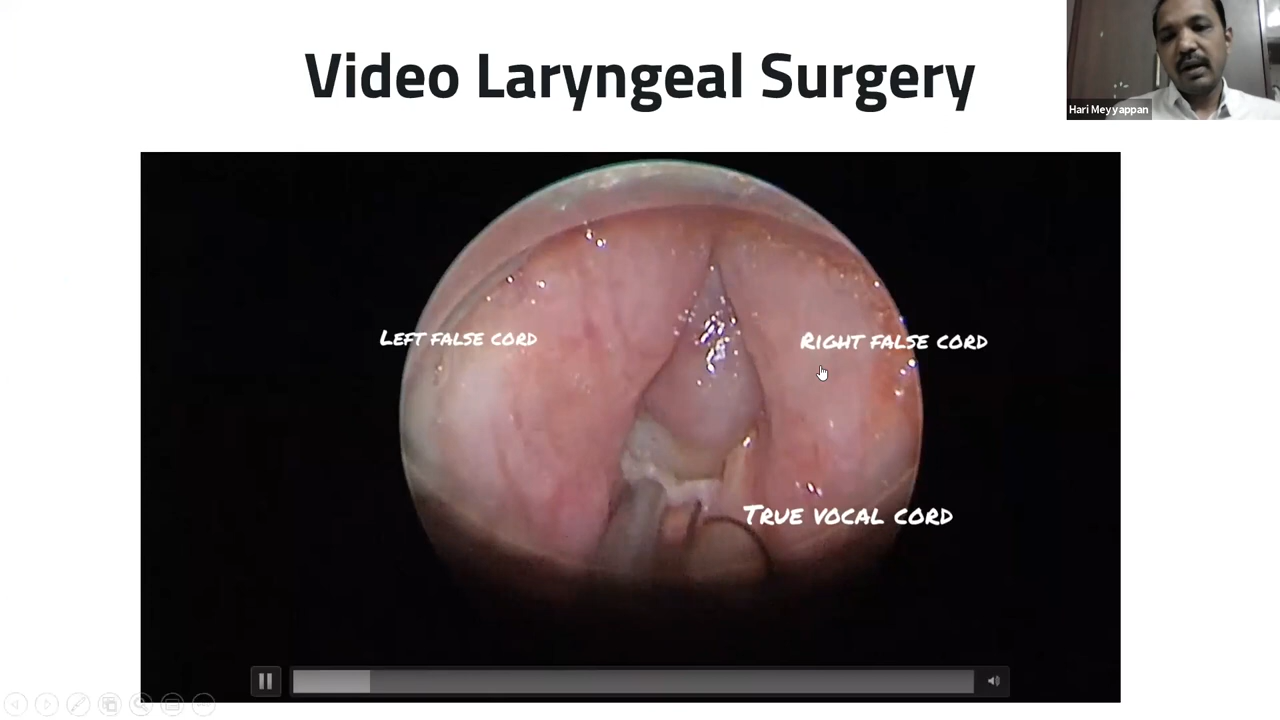 Video Laryngeal Surgery
Hari Meyyappan
Left false cord
Right false cord
True vocal cord